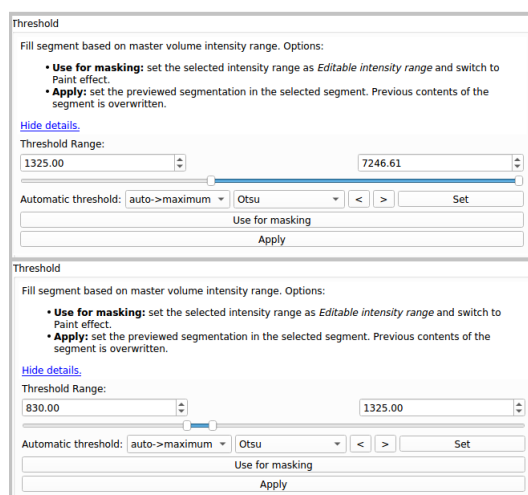 Threshold
Fill segment based on master volume intensity range. Options:
• Use for masking: set the selected intensity range as Editable intensity range and switch to
Paint effect.
• Apply: set the previewed segmentation in the selected segment. Previous contents of the
segment is overwritten.
Hide details.
Threshold Range:
1325.00 7246.61
Automatic threshold: auto->maximum Otsu < > Set
Use for masking
Apply
Threshold
Fill segment based on master volume intensity range. Options:
• Use for masking: set the selected intensity range as Editable intensity range and switch to
Paint effect.
• Apply: set the previewed segmentation in the selected segment. Previous contents of the
segment is overwritten.
Hide details.
Threshold Range:
830.00 1325.00
Automatic threshold: auto->maximum Otsu < > Set
Use for masking
Apply